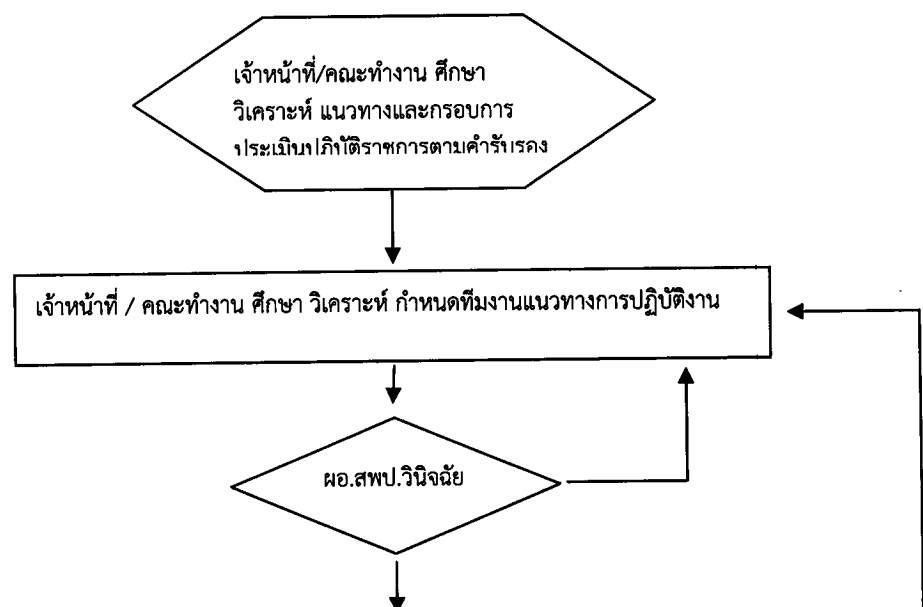 เจ้าหน้าที่/คณะทำงาน ศึกษา
วิเคราะห์ แนวทางและกรอบการ
ประเมินปฏิบัติราชการตามคำรับรอง
เจ้าหน้าที่ / คณะทำงาน ศึกษา วิเคราะห์ กำหนดทีมงานแนวทางการปฏิบัติงาน
ผอ.สพป.วินิจฉัย